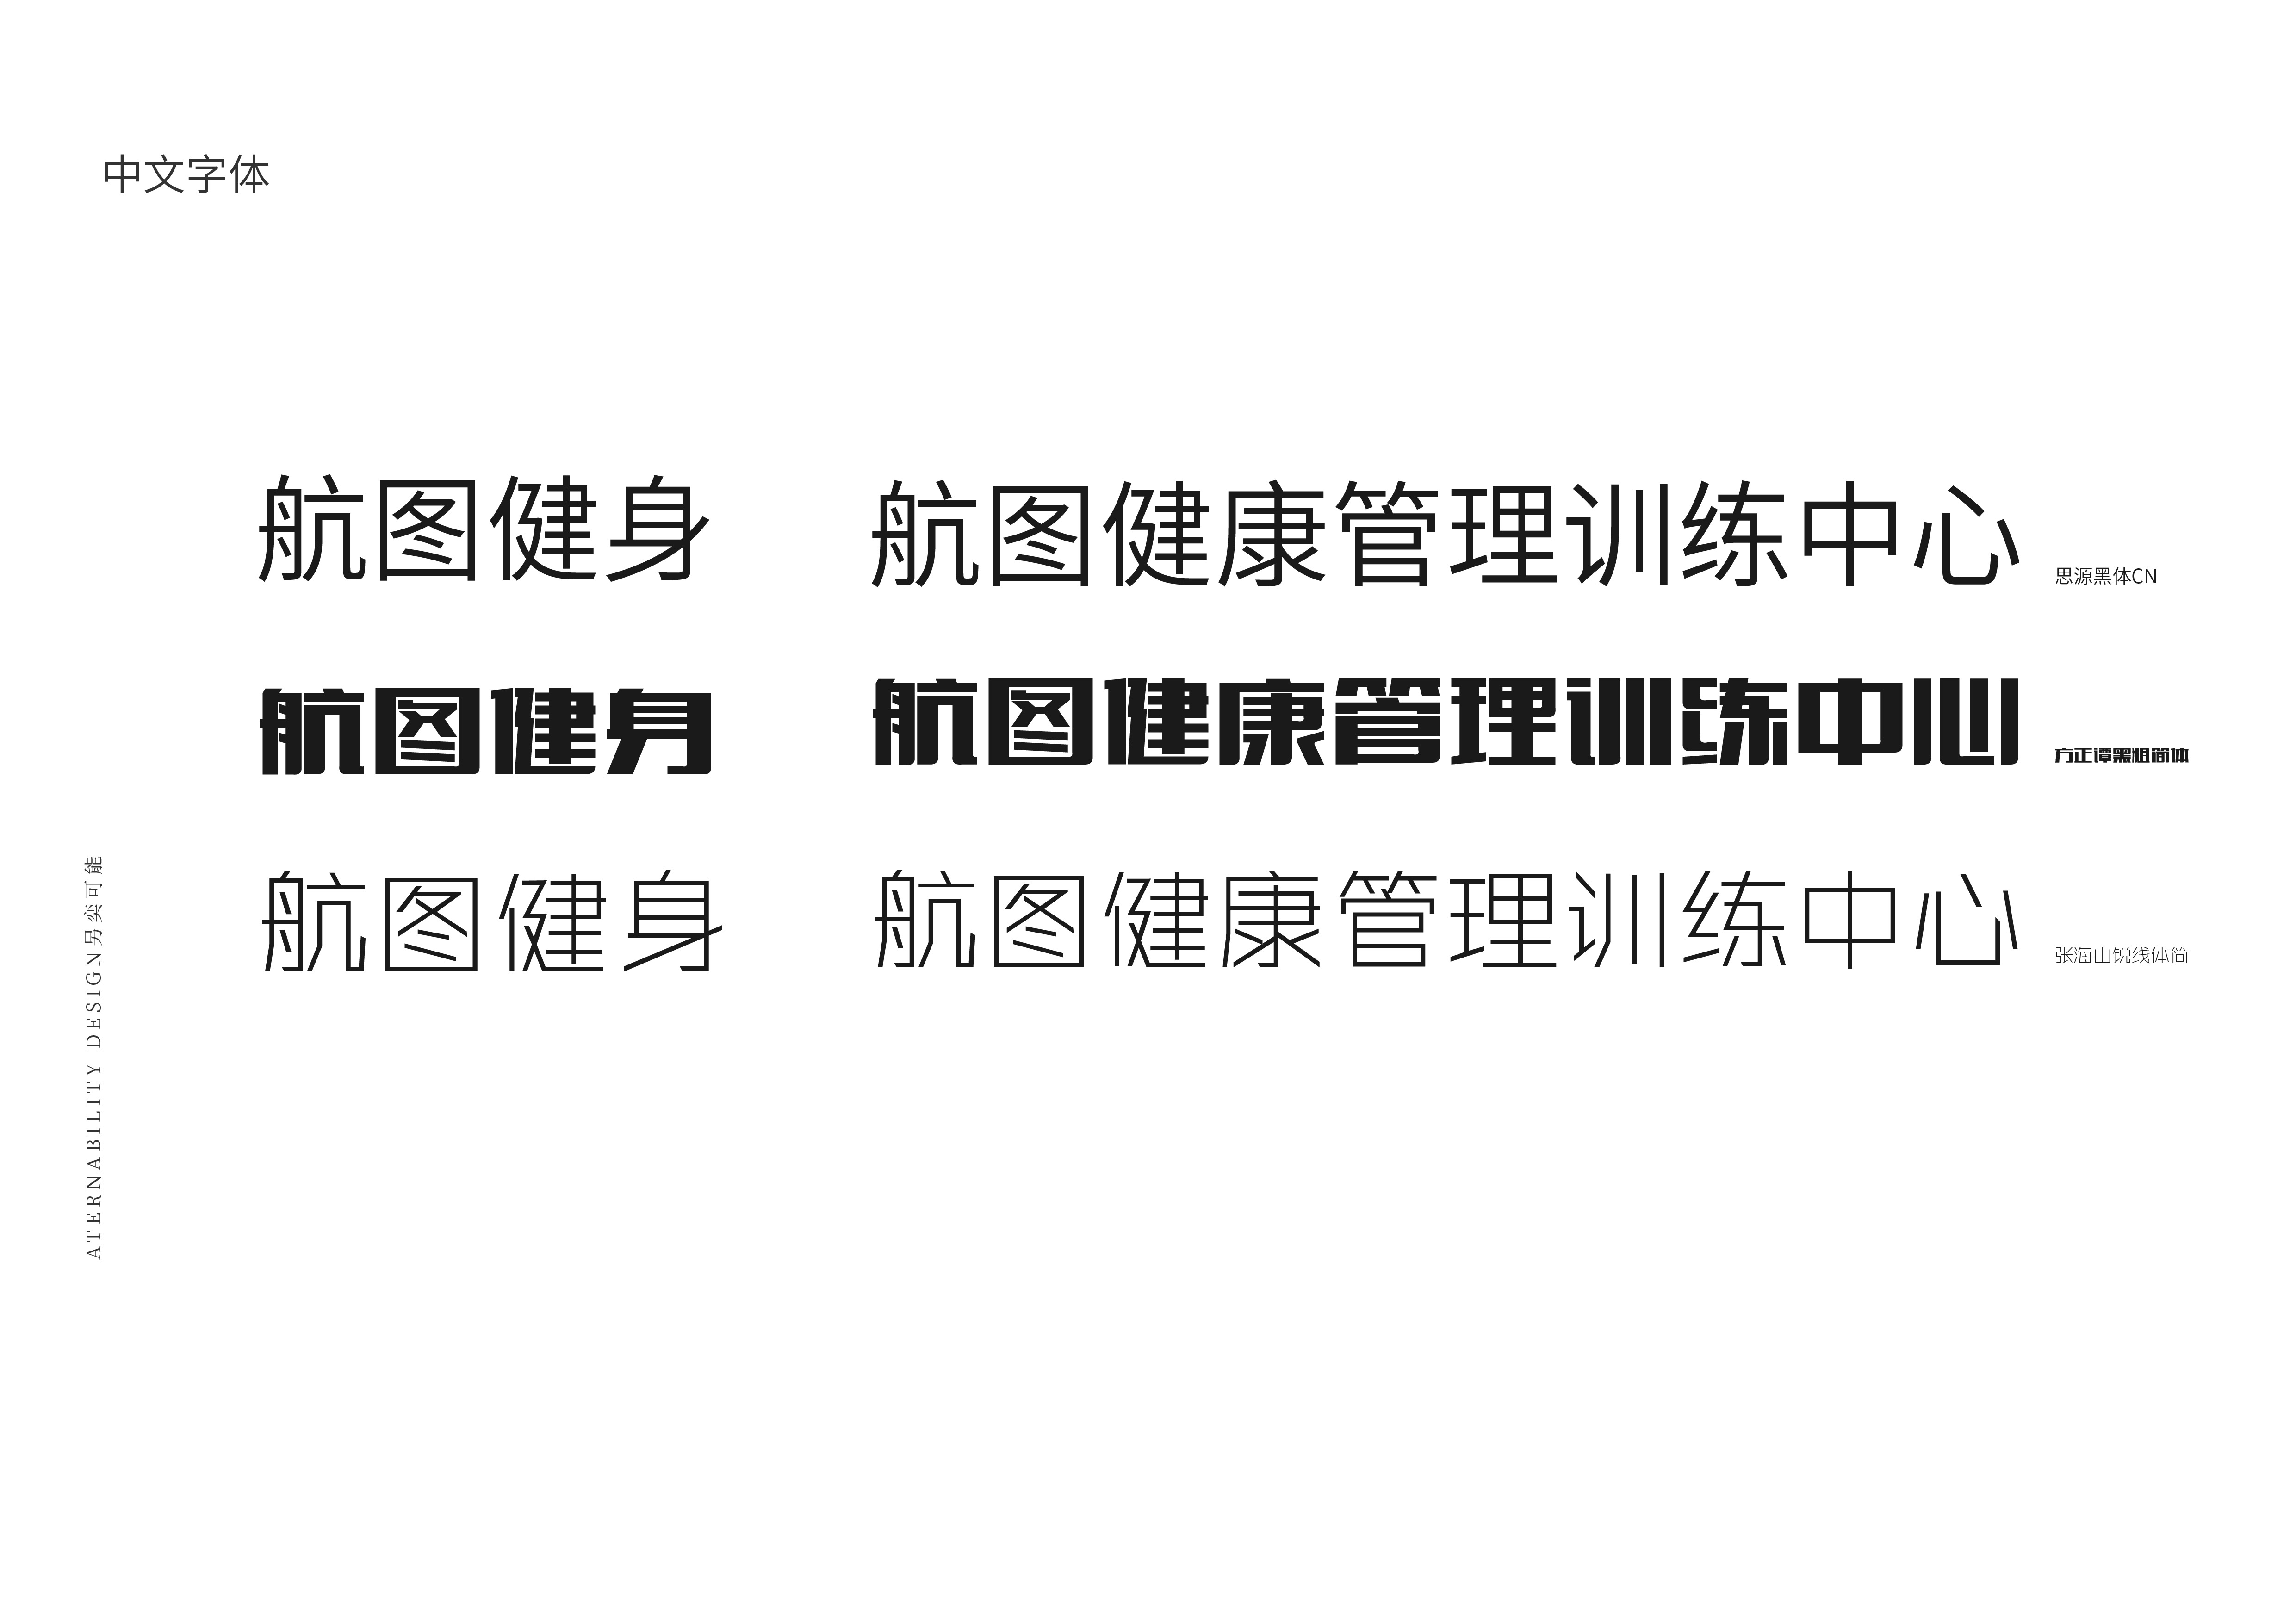 中文字体
航图健身 航图健康管理训练中心 思源黑体CN
航图健身 航图健康管理训练中心 方正谭黑粗简体
航图健身 航图健康管理训练中心 张海山锐线体简
ATERNABILITY DESIGN另奕可能